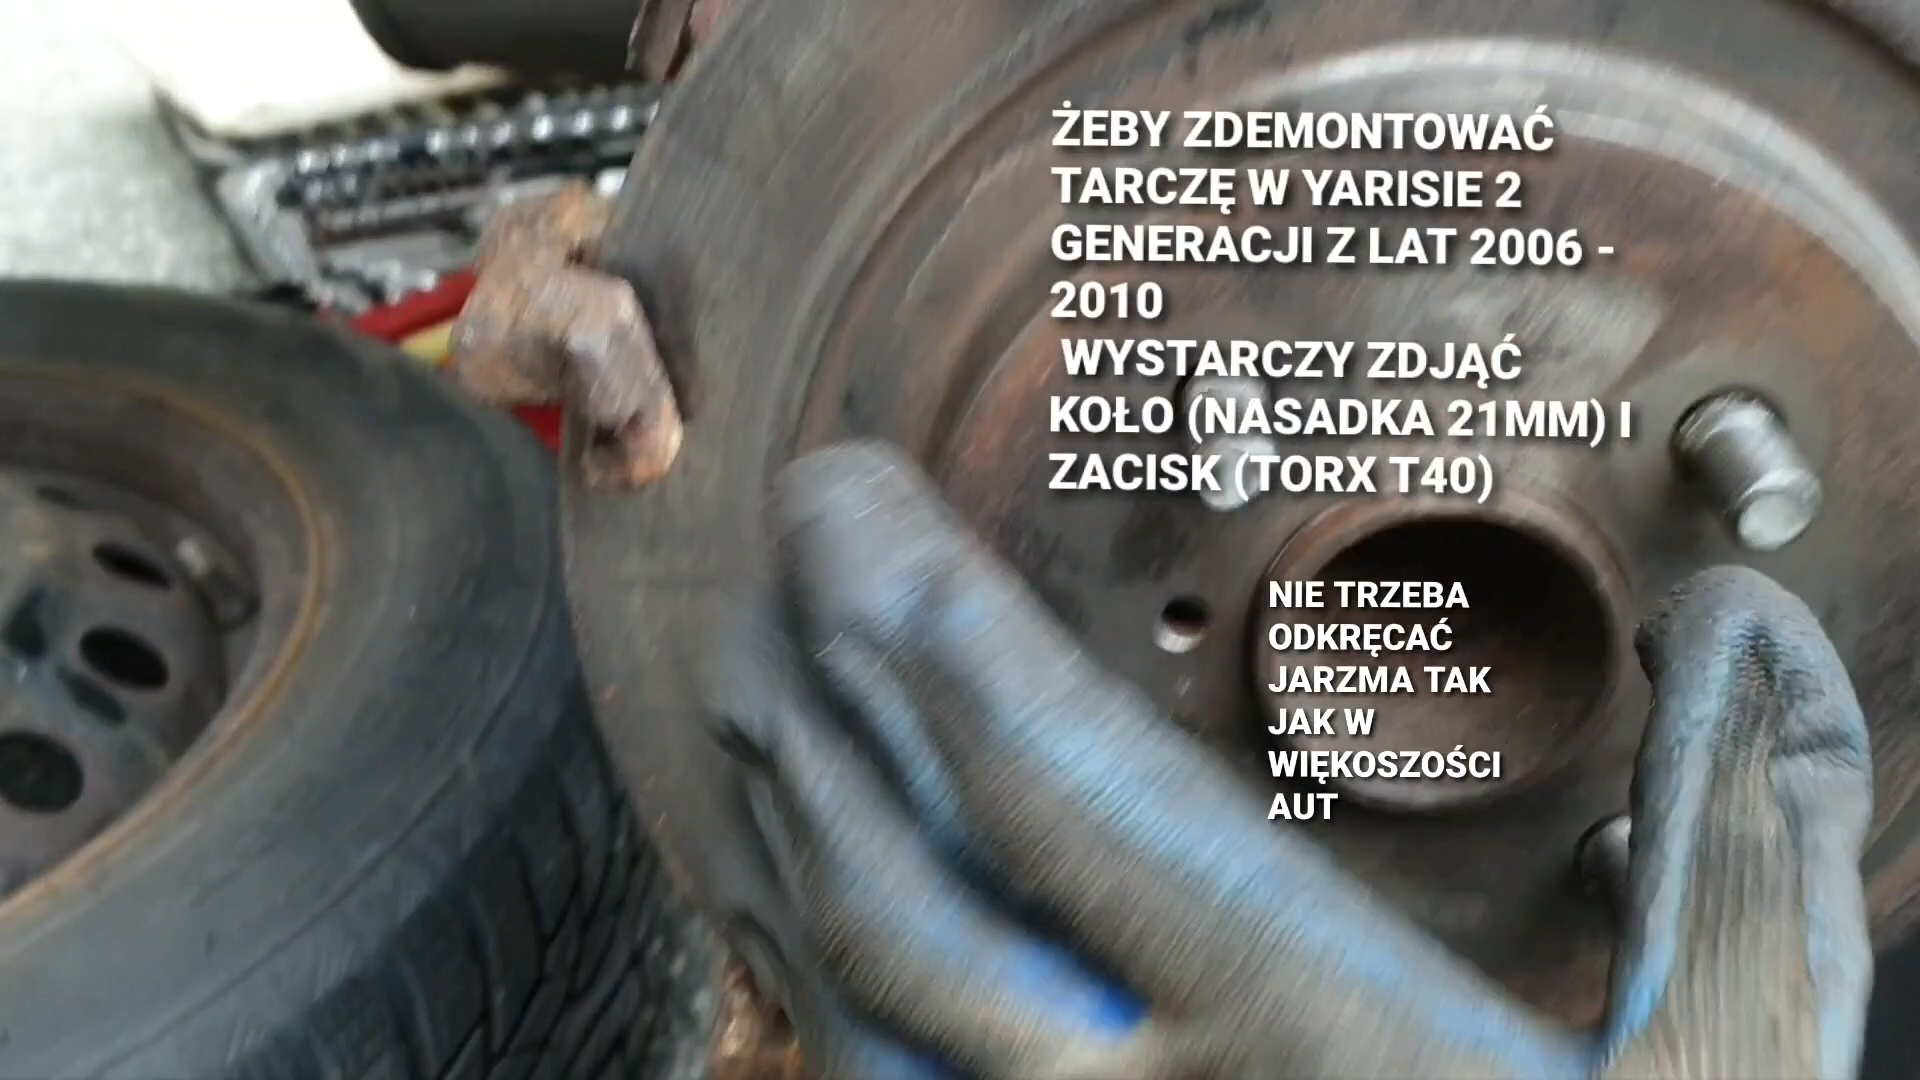 ŻEBY ZDEMONTOWAĆ
TARCZĘ W YARISIE 2
GENERACJI Z LAT 2006 -
2010
WYSTARCZY ZDJĄĆ
KOŁO (NASADKA 21MM) I
ZACISK (TORX T40)
NIE TRZEBA
ODKRĘCAĆ
JARZMA TAK
JAK W
WIĘKOSZOŚCI
AUT